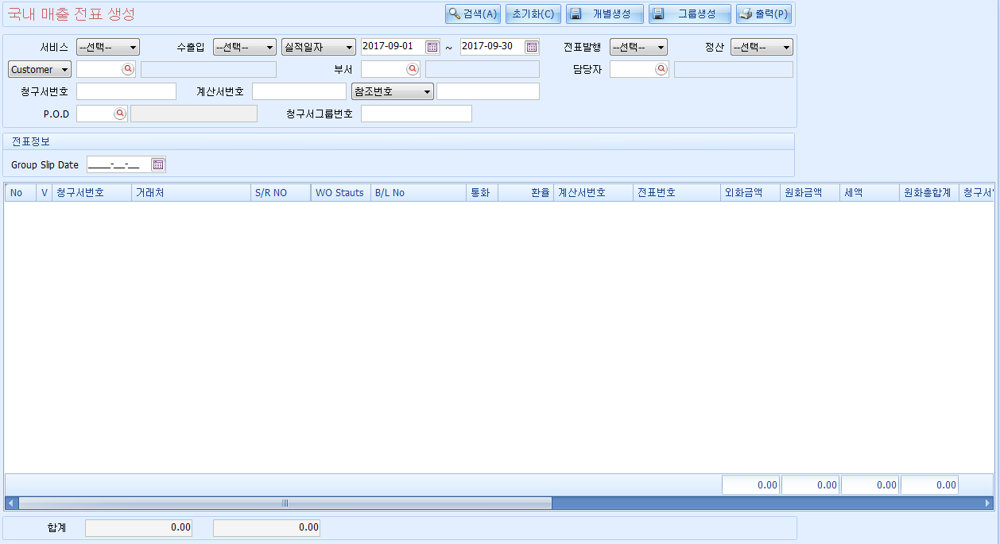 국내 매출 전표 생성 검색(A) 초기화(C) 개별생성 그룹생성 출력(P)
서비스 --선택-- 수출입 --선택-- 실적일자 2017-09-01 ~ 2017-09-30 전표발행 --선택-- 정산 --선택--
Customer 부서 담당자
청구서번호 계산서번호 참조번호
P.O.D 청구서그룹번호
전표정보
Group Slip Date ____-__-__
No V 청구서번호 거래처 S/R NO WO Stauts B/L No 통화 환율 계산서번호 전표번호 외화금액 원화금액 세액 원화총합계 청구서
0.00 0.00 0.00 0.00
합계 0.00 0.00